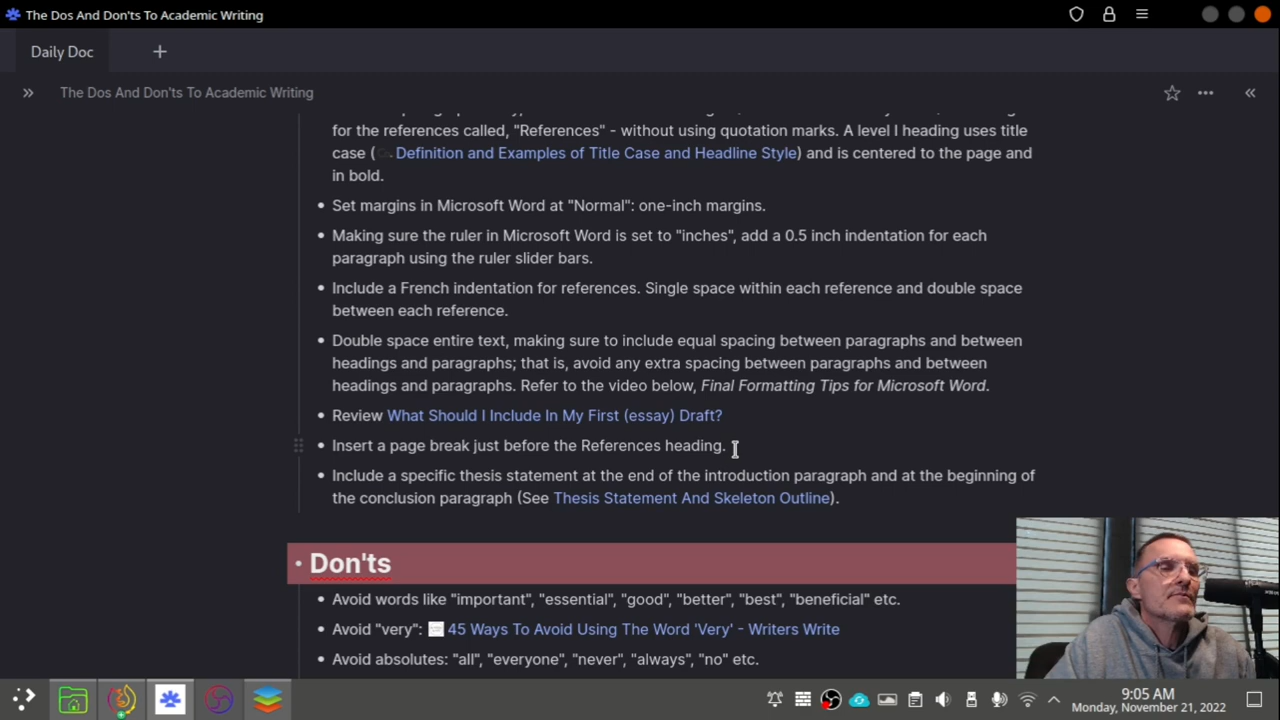 The Dos And Don'ts To Academic Writing
Daily Doc
The Dos And Don'ts To Academic Writing
for the references called, "References" - without using quotation marks. A level I heading uses title
case (Definition and Examples of Title Case and Headline Style) and is centered to the page and
in bold.
• Set margins in Microsoft Word at "Normal": one-inch margins.
• Making sure the ruler in Microsoft Word is set to "inches", add a 0.5 inch indentation for each
paragraph using the ruler slider bars.
• Include a French indentation for references. Single space within each reference and double space
between each reference.
• Double space entire text, making sure to include equal spacing between paragraphs and between
headings and paragraphs; that is, avoid any extra spacing between paragraphs and between
headings and paragraphs. Refer to the video below, Final Formatting Tips for Microsoft Word.
• Review What Should I Include In My First (essay) Draft?
• Insert a page break just before the References heading.
• Include a specific thesis statement at the end of the introduction paragraph and at the beginning of
the conclusion paragraph (See Thesis Statement And Skeleton Outline).
• Don'ts
• Avoid words like "important", "essential", "good", "better", "best", "beneficial" etc.
• Avoid "very": 45 Ways To Avoid Using The Word 'Very' - Writers Write
• Avoid absolutes: "all", "everyone", "never", "always", "no" etc.
9:05 AM
Monday, November 21, 2022